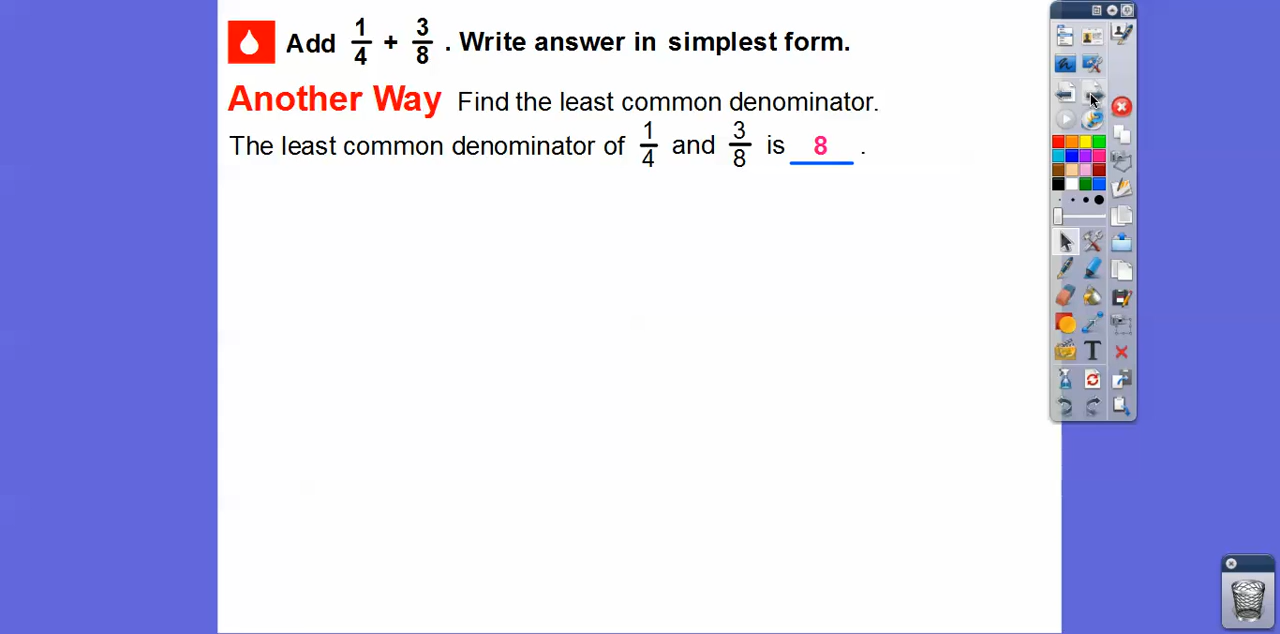 Add 1/4 + 3/8 . Write answer in simplest form.
Another Way Find the least common denominator.
The least common denominator of 1/4 and 3/8 is 8 .
T